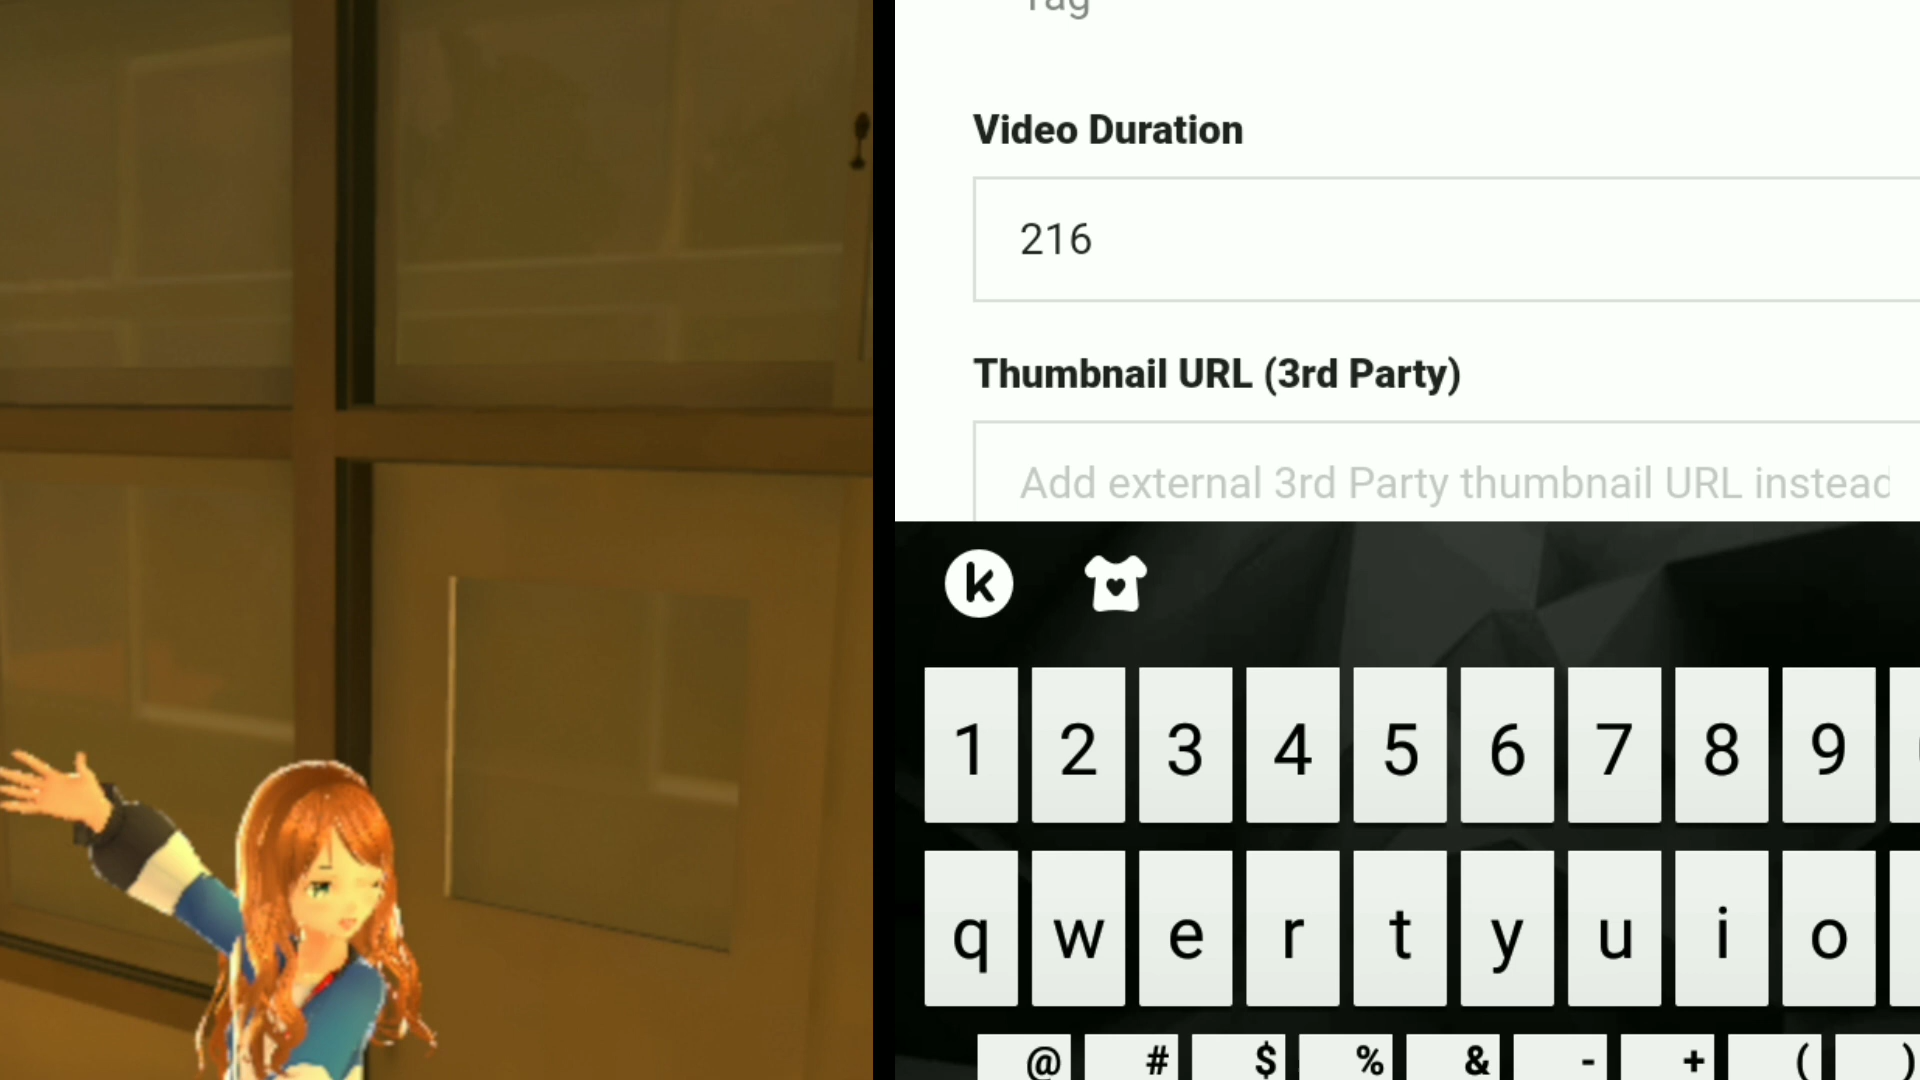 Tag
Video Duration
216
Thumbnail URL (3rd Party)
Add external 3rd Party thumbnail URL instead
k
1 2 3 4 5 6 7 8 9
q w e r t y u i o
@ # $ % & - + ( )